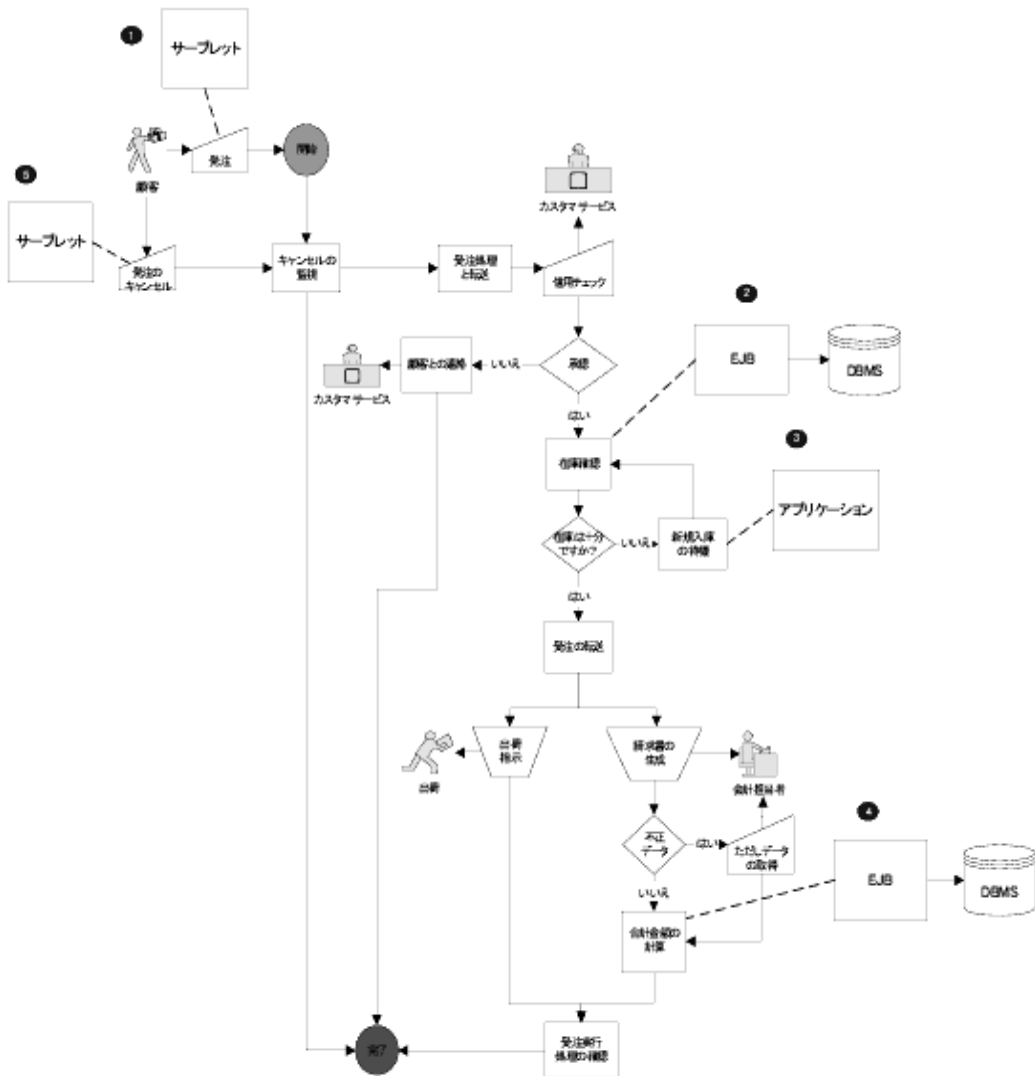 1
サーブレット
開始
発注
顧客
5
サーブレット
カスタマ サービス
発注の
キャンセル
キャンセルの
監視
受注処理
と転送
信用チェック
2
EJB
DBMS
顧客との連絡
いいえ
承認
カスタマ サービス
はい
3
在庫確認
アプリケーション
在庫は十分
ですか?
いいえ
新規入庫
の待機
はい
受注の転送
出荷
指示
請求書の
生成
出荷
会計担当者
4
不正
データ
はい
ただしデータ
の取得
EJB
DBMS
いいえ
合計金額の
計算
受注実行
処理の確認
完了